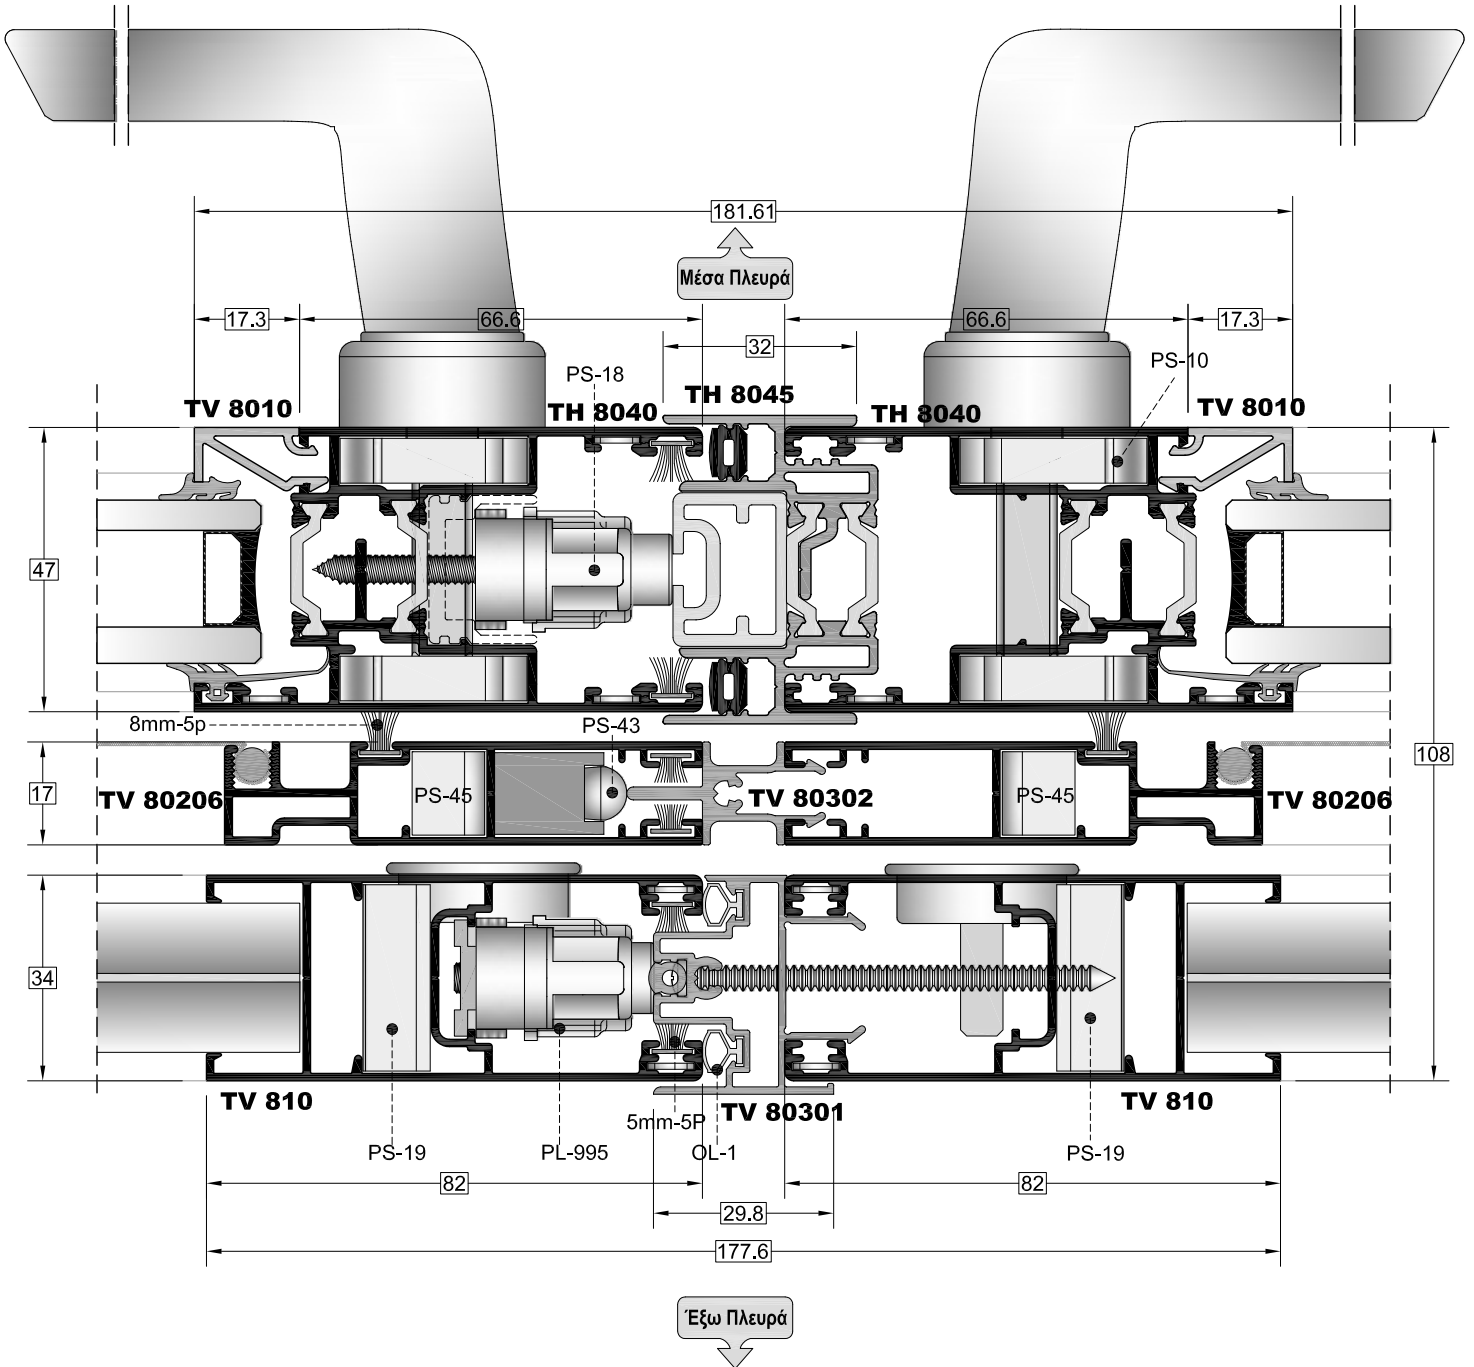 181.61
Μέσα Πλευρά
17.3
66.6
66.6
17.3
32
PS-18
PS-10
TV 8010
TH 8040
TH 8045
TH 8040
TV 8010
47
8mm-5p
PS-43
108
17
TV 80206
PS-45
TV 80302
PS-45
TV 80206
34
TV 810
5mm-5P
TV 80301
TV 810
PS-19
PL-995
OL-1
PS-19
82
82
29.8
177.6
Έξω Πλευρά